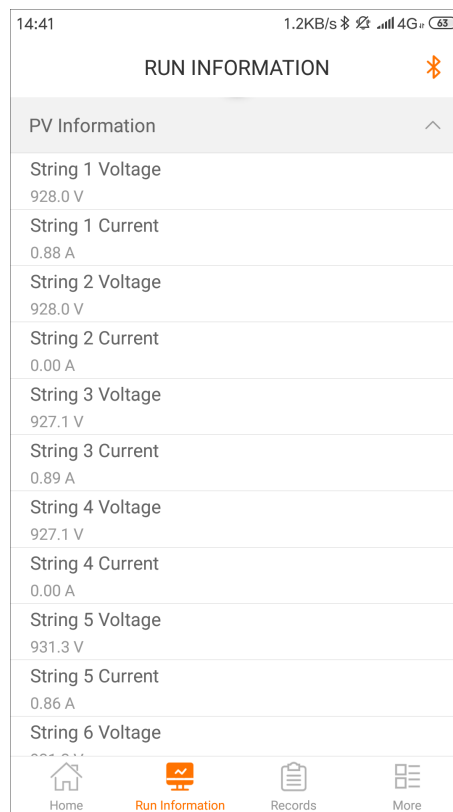 14:41 1.2KB/s 4G 63
RUN INFORMATION
PV Information
String 1 Voltage
928.0 V
String 1 Current
0.88 A
String 2 Voltage
928.0 V
String 2 Current
0.00 A
String 3 Voltage
927.1 V
String 3 Current
0.89 A
String 4 Voltage
927.1 V
String 4 Current
0.00 A
String 5 Voltage
931.3 V
String 5 Current
0.86 A
String 6 Voltage
Home Run Information Records More